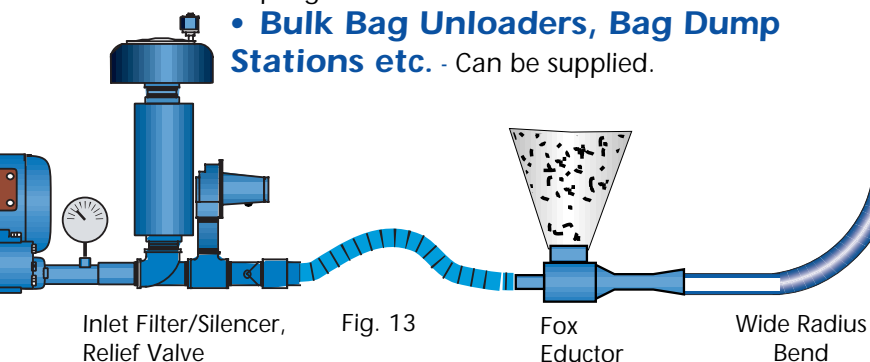 • Bulk Bag Unloaders, Bag Dump
Stations etc. - Can be supplied.
Inlet Filter/Silencer,
Relief Valve
Fig. 13
Fox
Eductor
Wide Radius
Bend